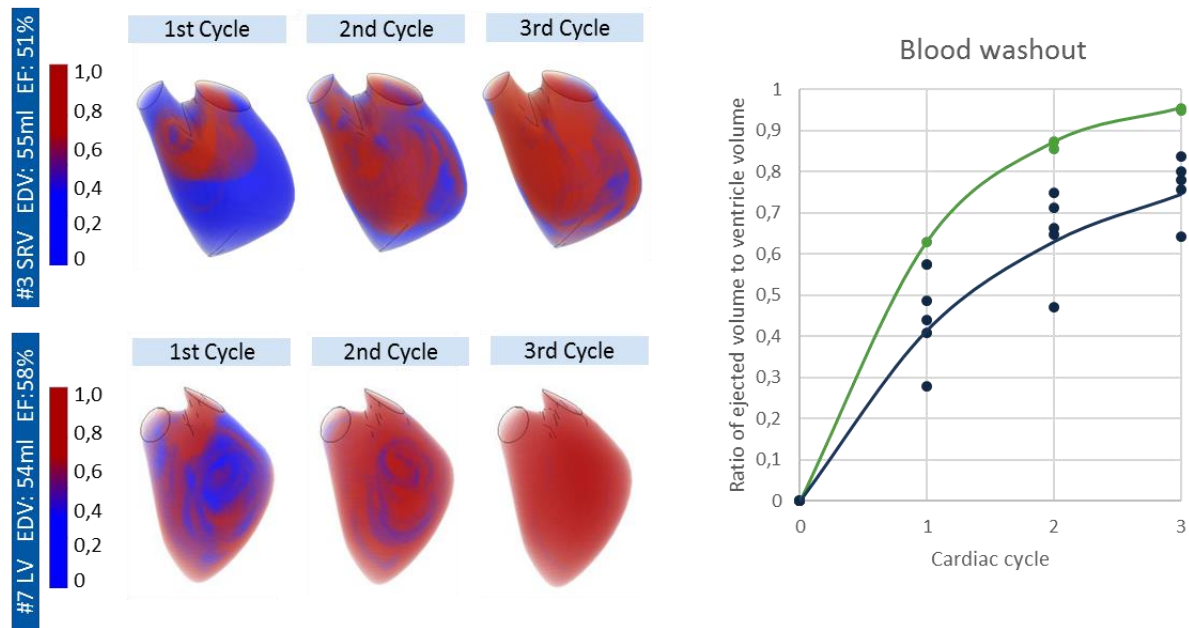 #3 SRV EDV: 55ml EF: 51%
1st Cycle
2nd Cycle
3rd Cycle
1,0
0,8
0,6
0,4
0,2
0
#7 LV EDV: 54ml EF:58%
1st Cycle
2nd Cycle
3rd Cycle
1,0
0,8
0,6
0,4
0,2
0
Blood washout
Ratio of ejected volume to ventricle volume
1
0,9
0,8
0,7
0,6
0,5
0,4
0,3
0,2
0,1
0
0
1
2
3
Cardiac cycle